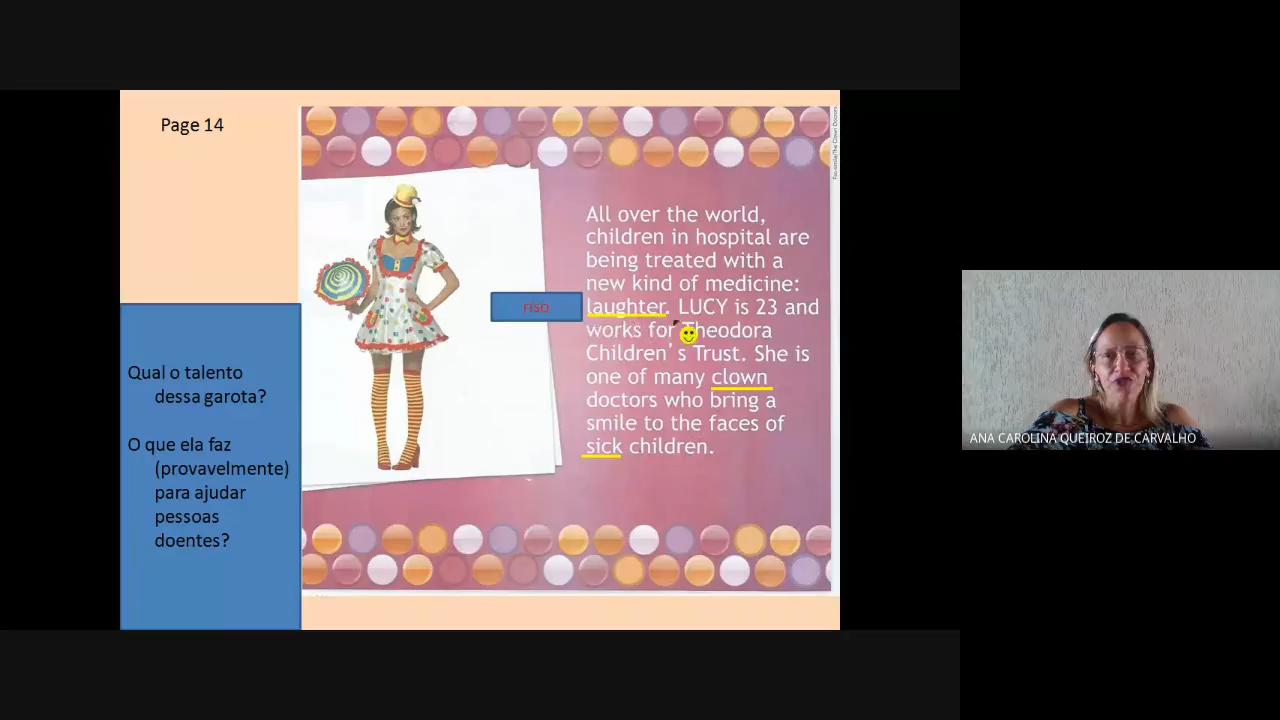 Page 14
All over the world,
children in hospital are
being treated with a
new kind of medicine:
laughter. LUCY is 23 and
works for Theodora
Children's Trust. She is
one of many clown
doctors who bring a
smile to the faces of
sick children.
riso
Qual o talento
dessa garota?
O que ela faz
(provavelmente)
para ajudar
pessoas
doentes?
ANA CAROLINA QUEIROZ DE CARVALHO